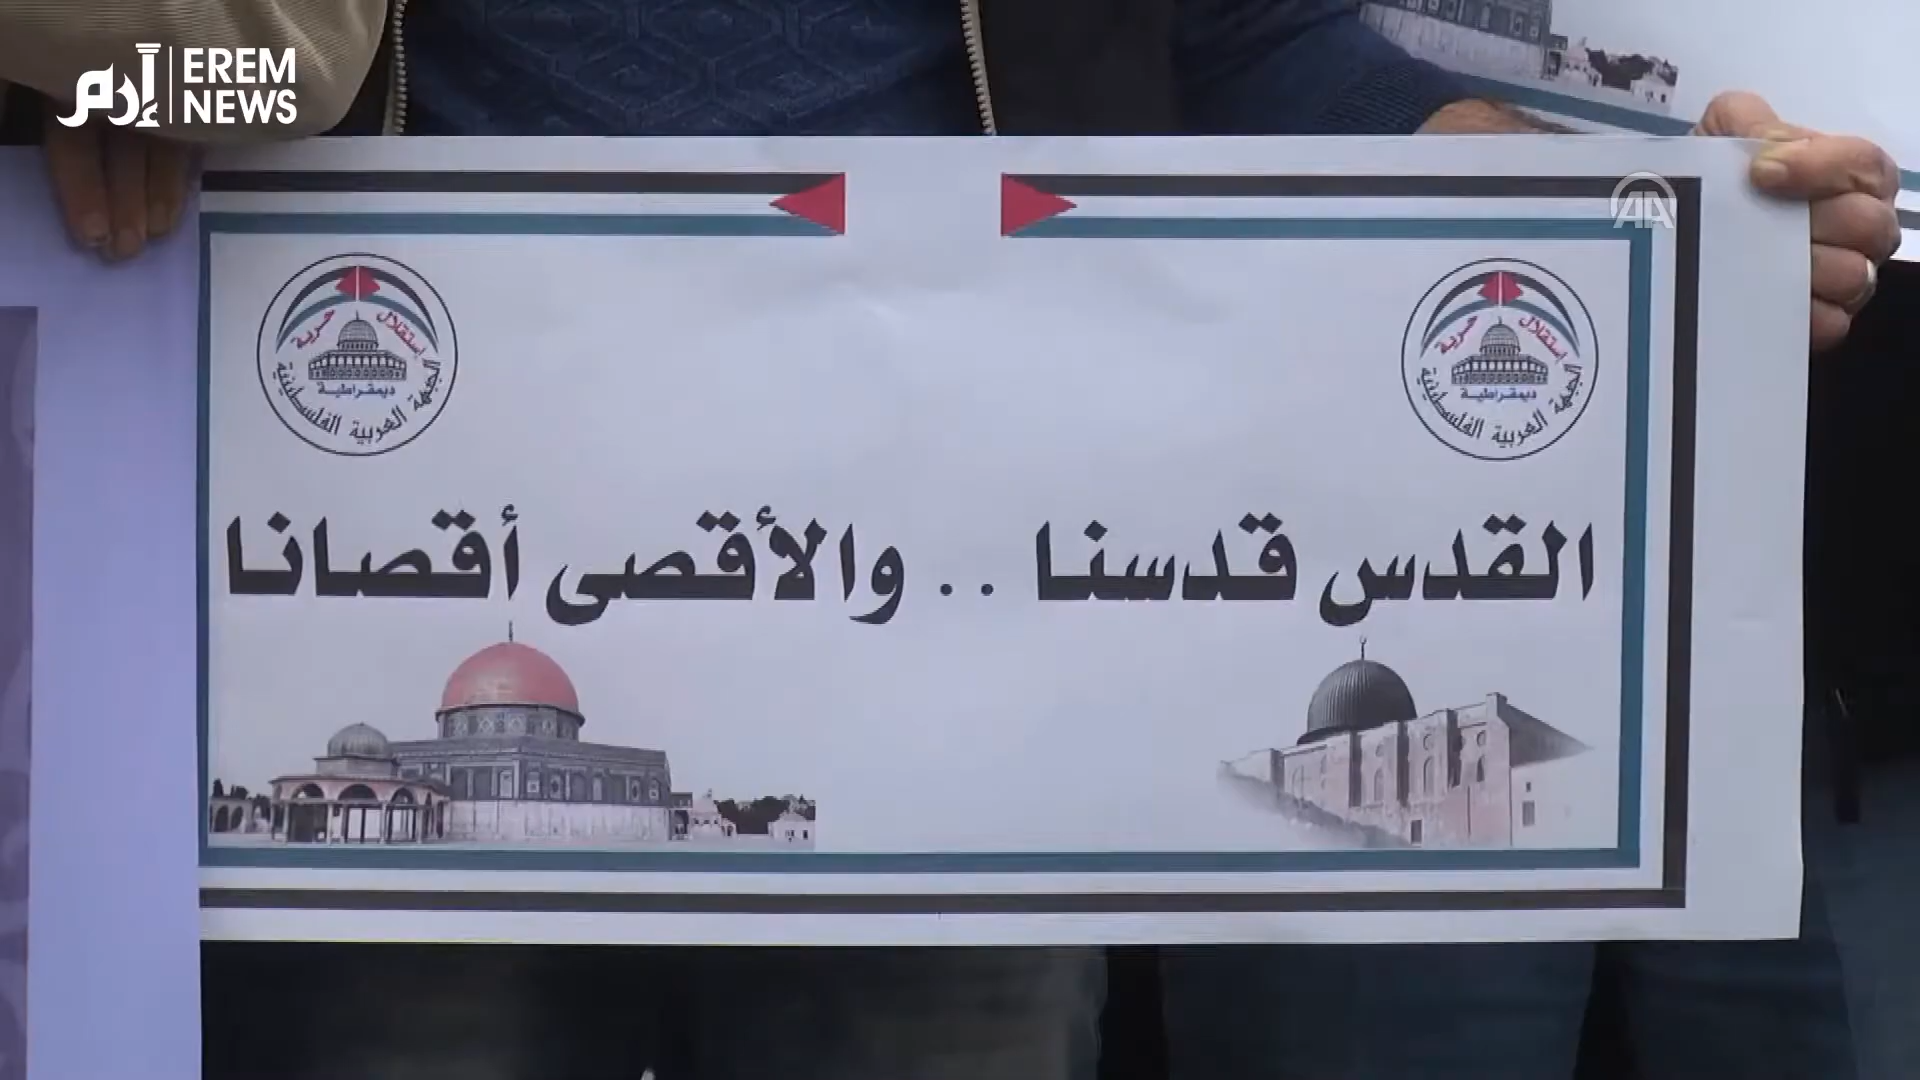 إرم
EREM
NEWS
AA
حرية استقلال
ديمقراطية
الجبهة العربية الفلسطينية
حرية استقلال
ديمقراطية
الجبهة العربية الفلسطينية
القدس قدسنا .. والأقصى أقصانا